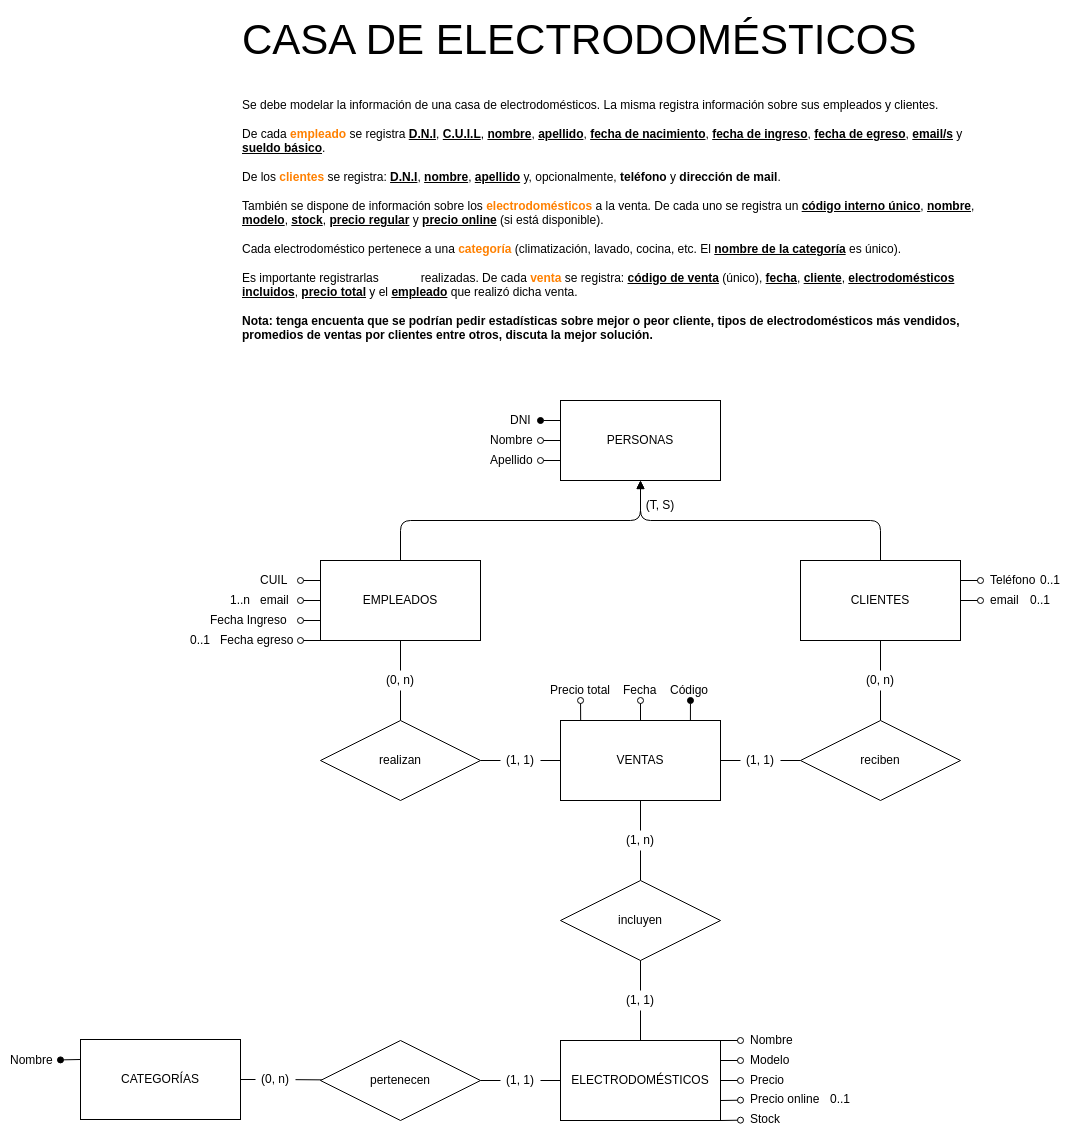 CASA DE ELECTRODOMÉSTICOS
Se debe modelar la información de una casa de electrodomésticos. La misma registra información sobre sus empleados y clientes.
De cada empleado se registra D.N.I, C.U.I.L, nombre, apellido, fecha de nacimiento, fecha de ingreso, fecha de egreso, email/s y
sueldo básico.
De los clientes se registra: D.N.I, nombre, apellido y, opcionalmente, teléfono y dirección de mail.
También se dispone de información sobre los electrodomésticos a la venta. De cada uno se registra un código interno único, nombre,
modelo, stock, precio regular y precio online (si está disponible).
Cada electrodoméstico pertenece a una categoría (climatización, lavado, cocina, etc. El nombre de la categoría es único).
Es importante registrarlas realizadas. De cada venta se registra: código de venta (único), fecha, cliente, electrodomésticos
incluidos, precio total y el empleado que realizó dicha venta.
Nota: tenga encuenta que se podrían pedir estadísticas sobre mejor o peor cliente, tipos de electrodomésticos más vendidos,
promedios de ventas por clientes entre otros, discuta la mejor solución.
DNI
Nombre
Apellido
PERSONAS
(T, S)
CUIL
1..n email
Fecha Ingreso
0..1 Fecha egreso
EMPLEADOS
CLIENTES
Teléfono 0..1
email 0..1
(0, n)
(0, n)
Precio total Fecha Código
realizan
(1, 1)
VENTAS
(1, 1)
reciben
(1, n)
incluyen
(1, 1)
Nombre
CATEGORÍAS
(0, n)
pertenecen
(1, 1)
ELECTRODOMÉSTICOS
Nombre
Modelo
Precio
Precio online 0..1
Stock